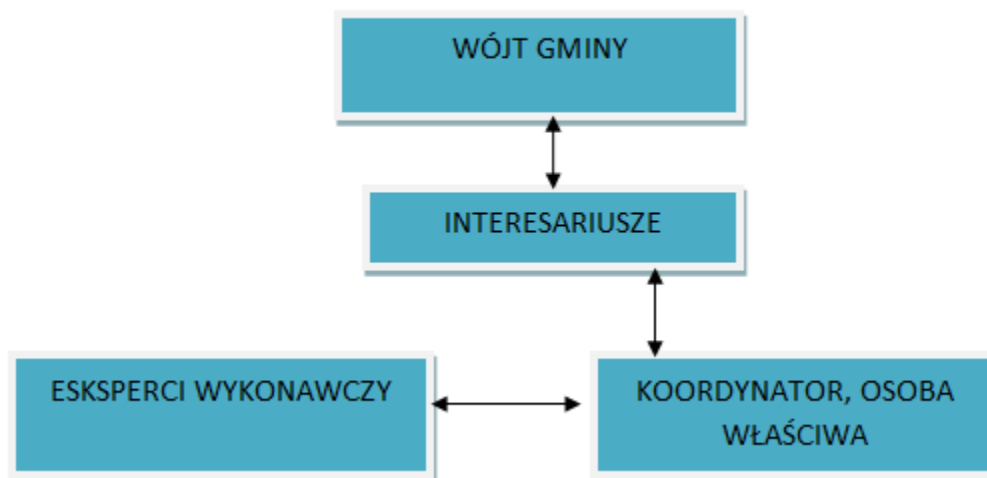 WÓJT GMINY
INTERESARIUSZE
ESKSPERCI WYKONAWCZY
KOORDYNATOR, OSOBA
WŁAŚCIWA